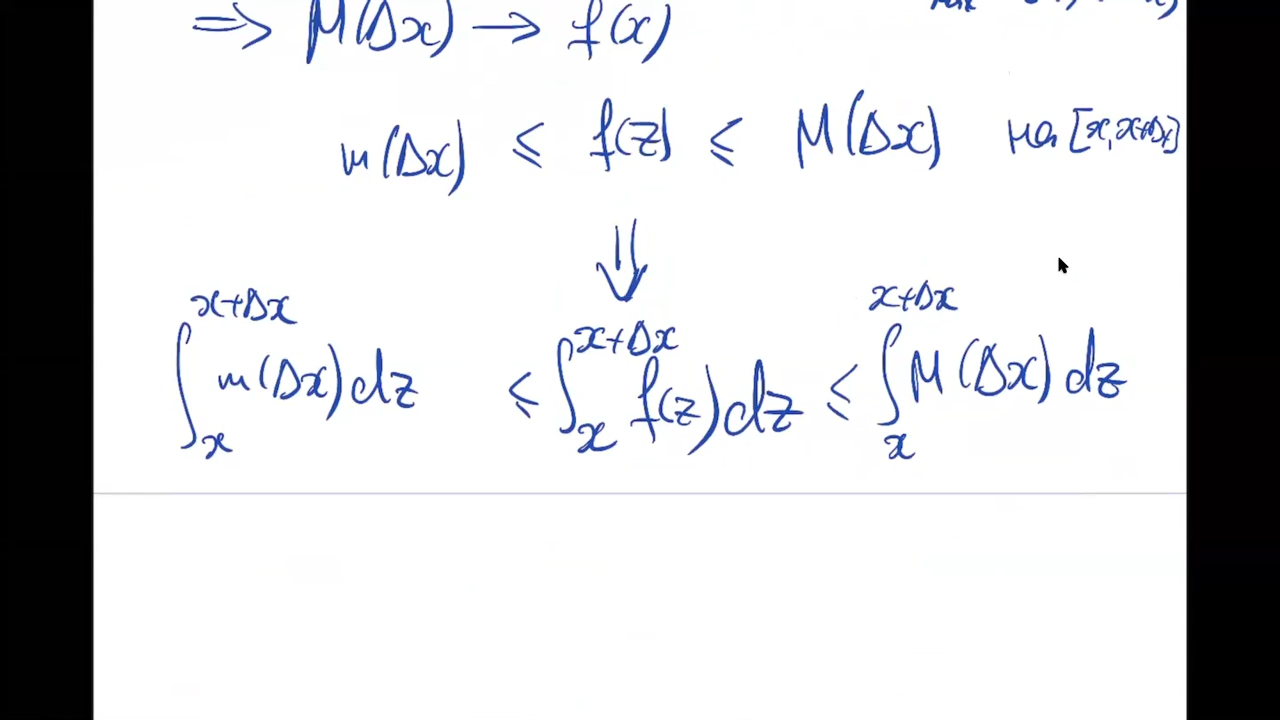 ⇒ M(Δx) → f(x)
m(Δx) ≤ f(z) ≤ M(Δx) на [x, x+Δx]
⇓
∫_x^{x+Δx} m(Δx)dz ≤ ∫_x^{x+Δx} f(z)dz ≤ ∫_x^{x+Δx} M(Δx)dz